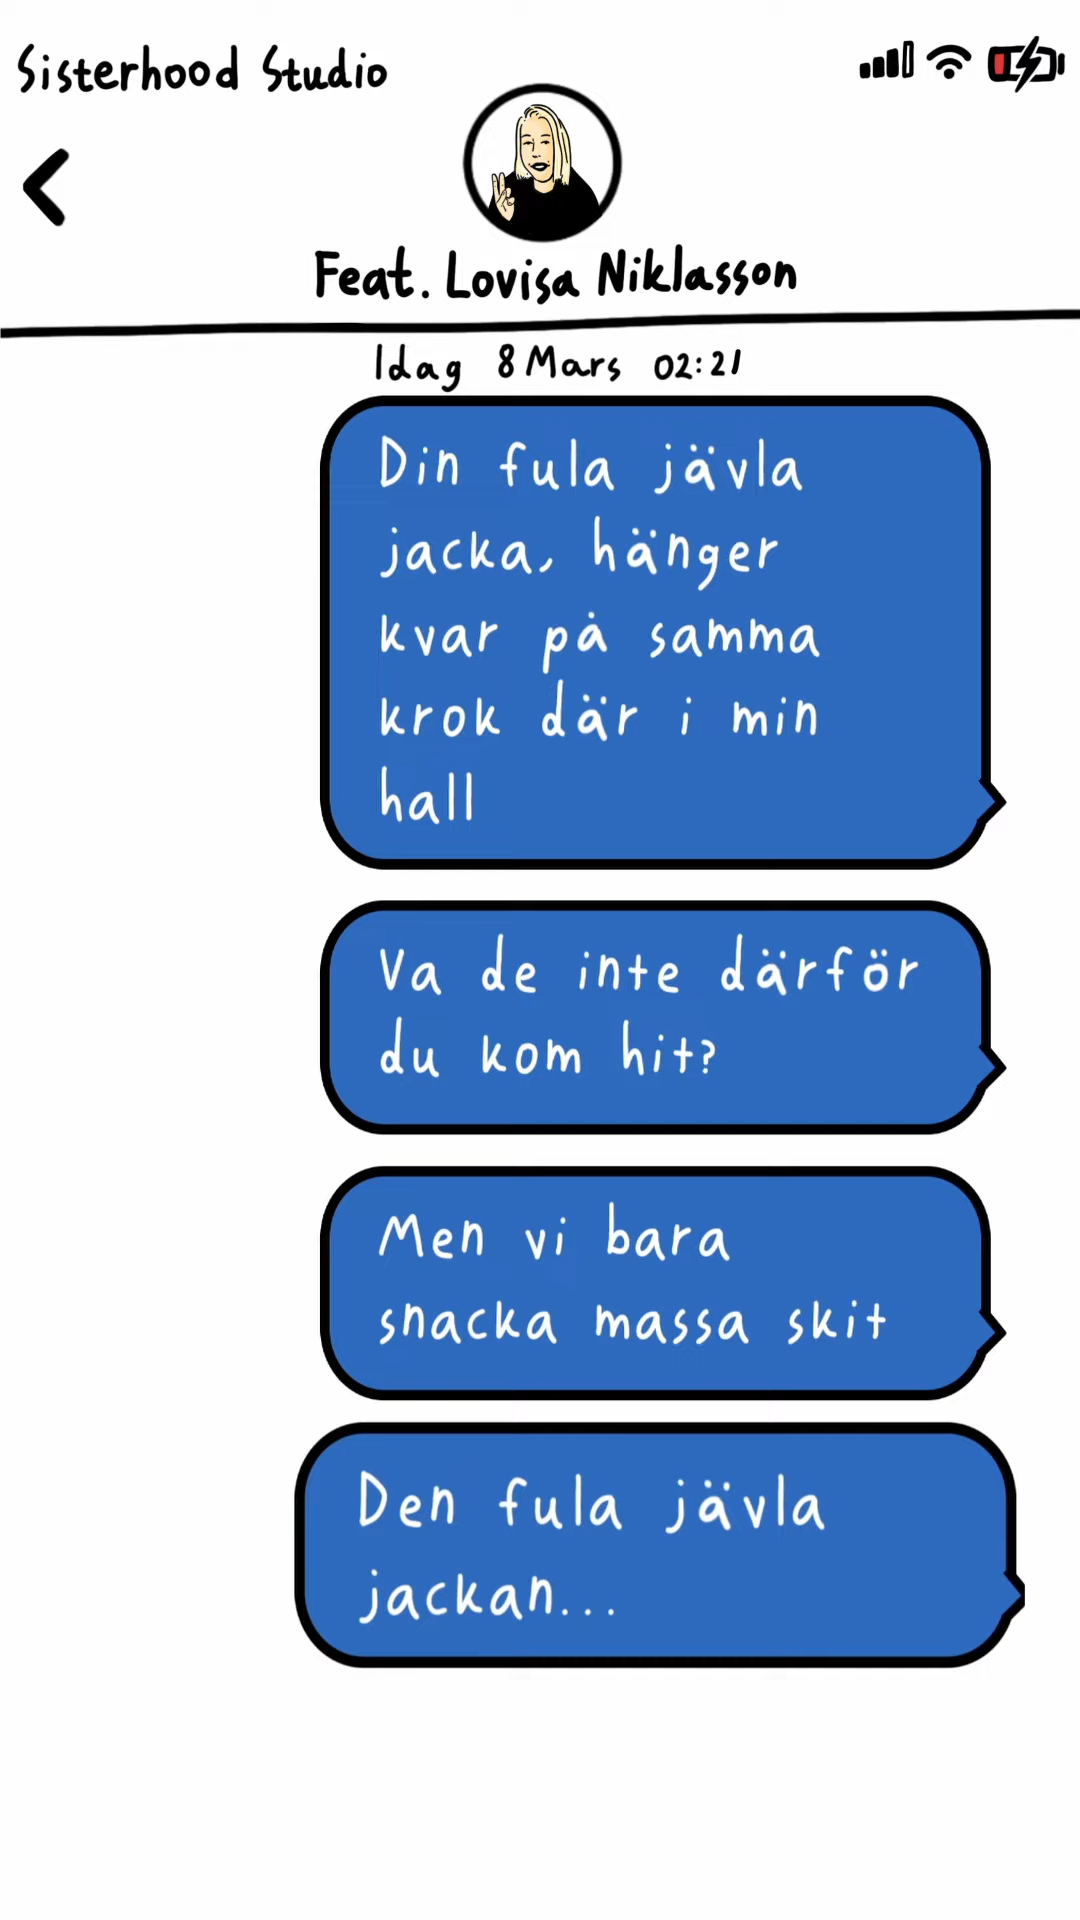 Sisterhood Studio
Feat. Lovisa Niklasson
Idag 8 Mars 02:21
Din fula jävla
jacka, hänger
kvar på samma
krok där i min
hall
Va de inte därför
du kom hit?
Men vi bara
snacka massa skit
Den fula jävla
jackan...